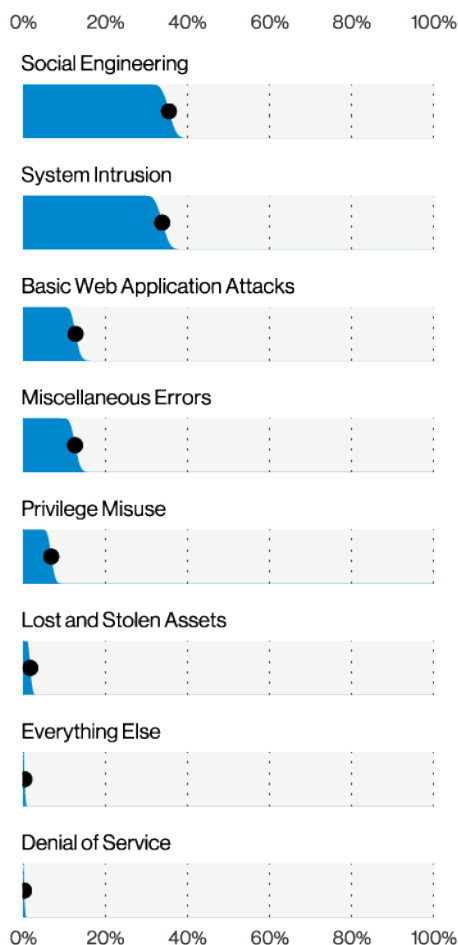 0% 20% 40% 60% 80% 100%
Social Engineering
System Intrusion
Basic Web Application Attacks
Miscellaneous Errors
Privilege Misuse
Lost and Stolen Assets
Everything Else
Denial of Service
0% 20% 40% 60% 80% 100%